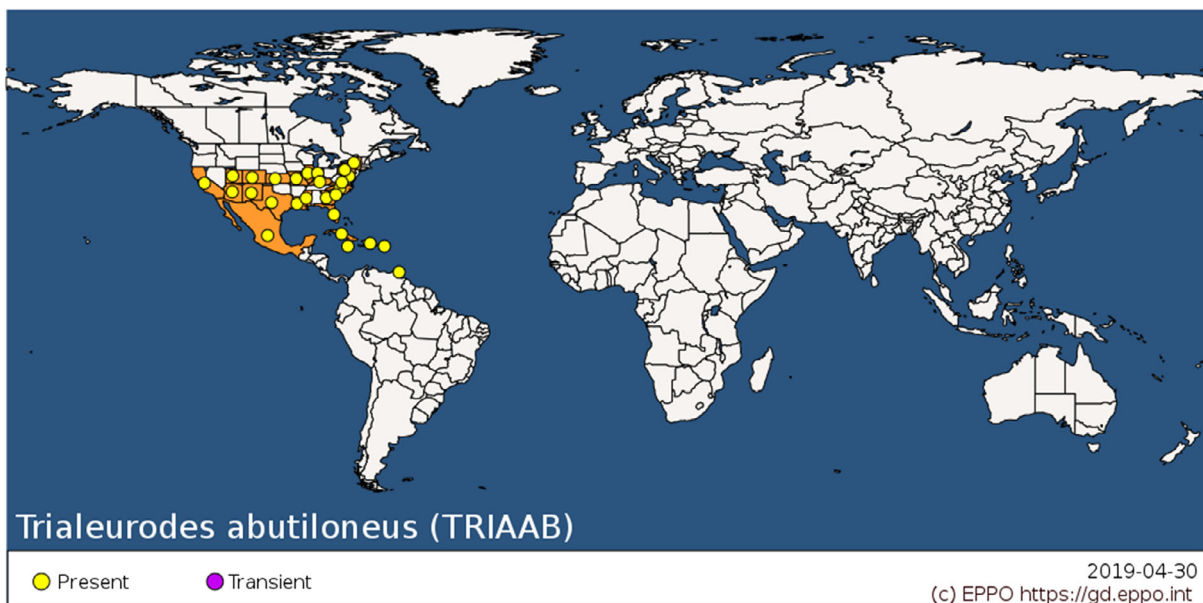 Trialeurodes abutiloneus (TRIAAB)
Present
Transient
2019-04-30
(c) EPPO https://gd.eppo.int